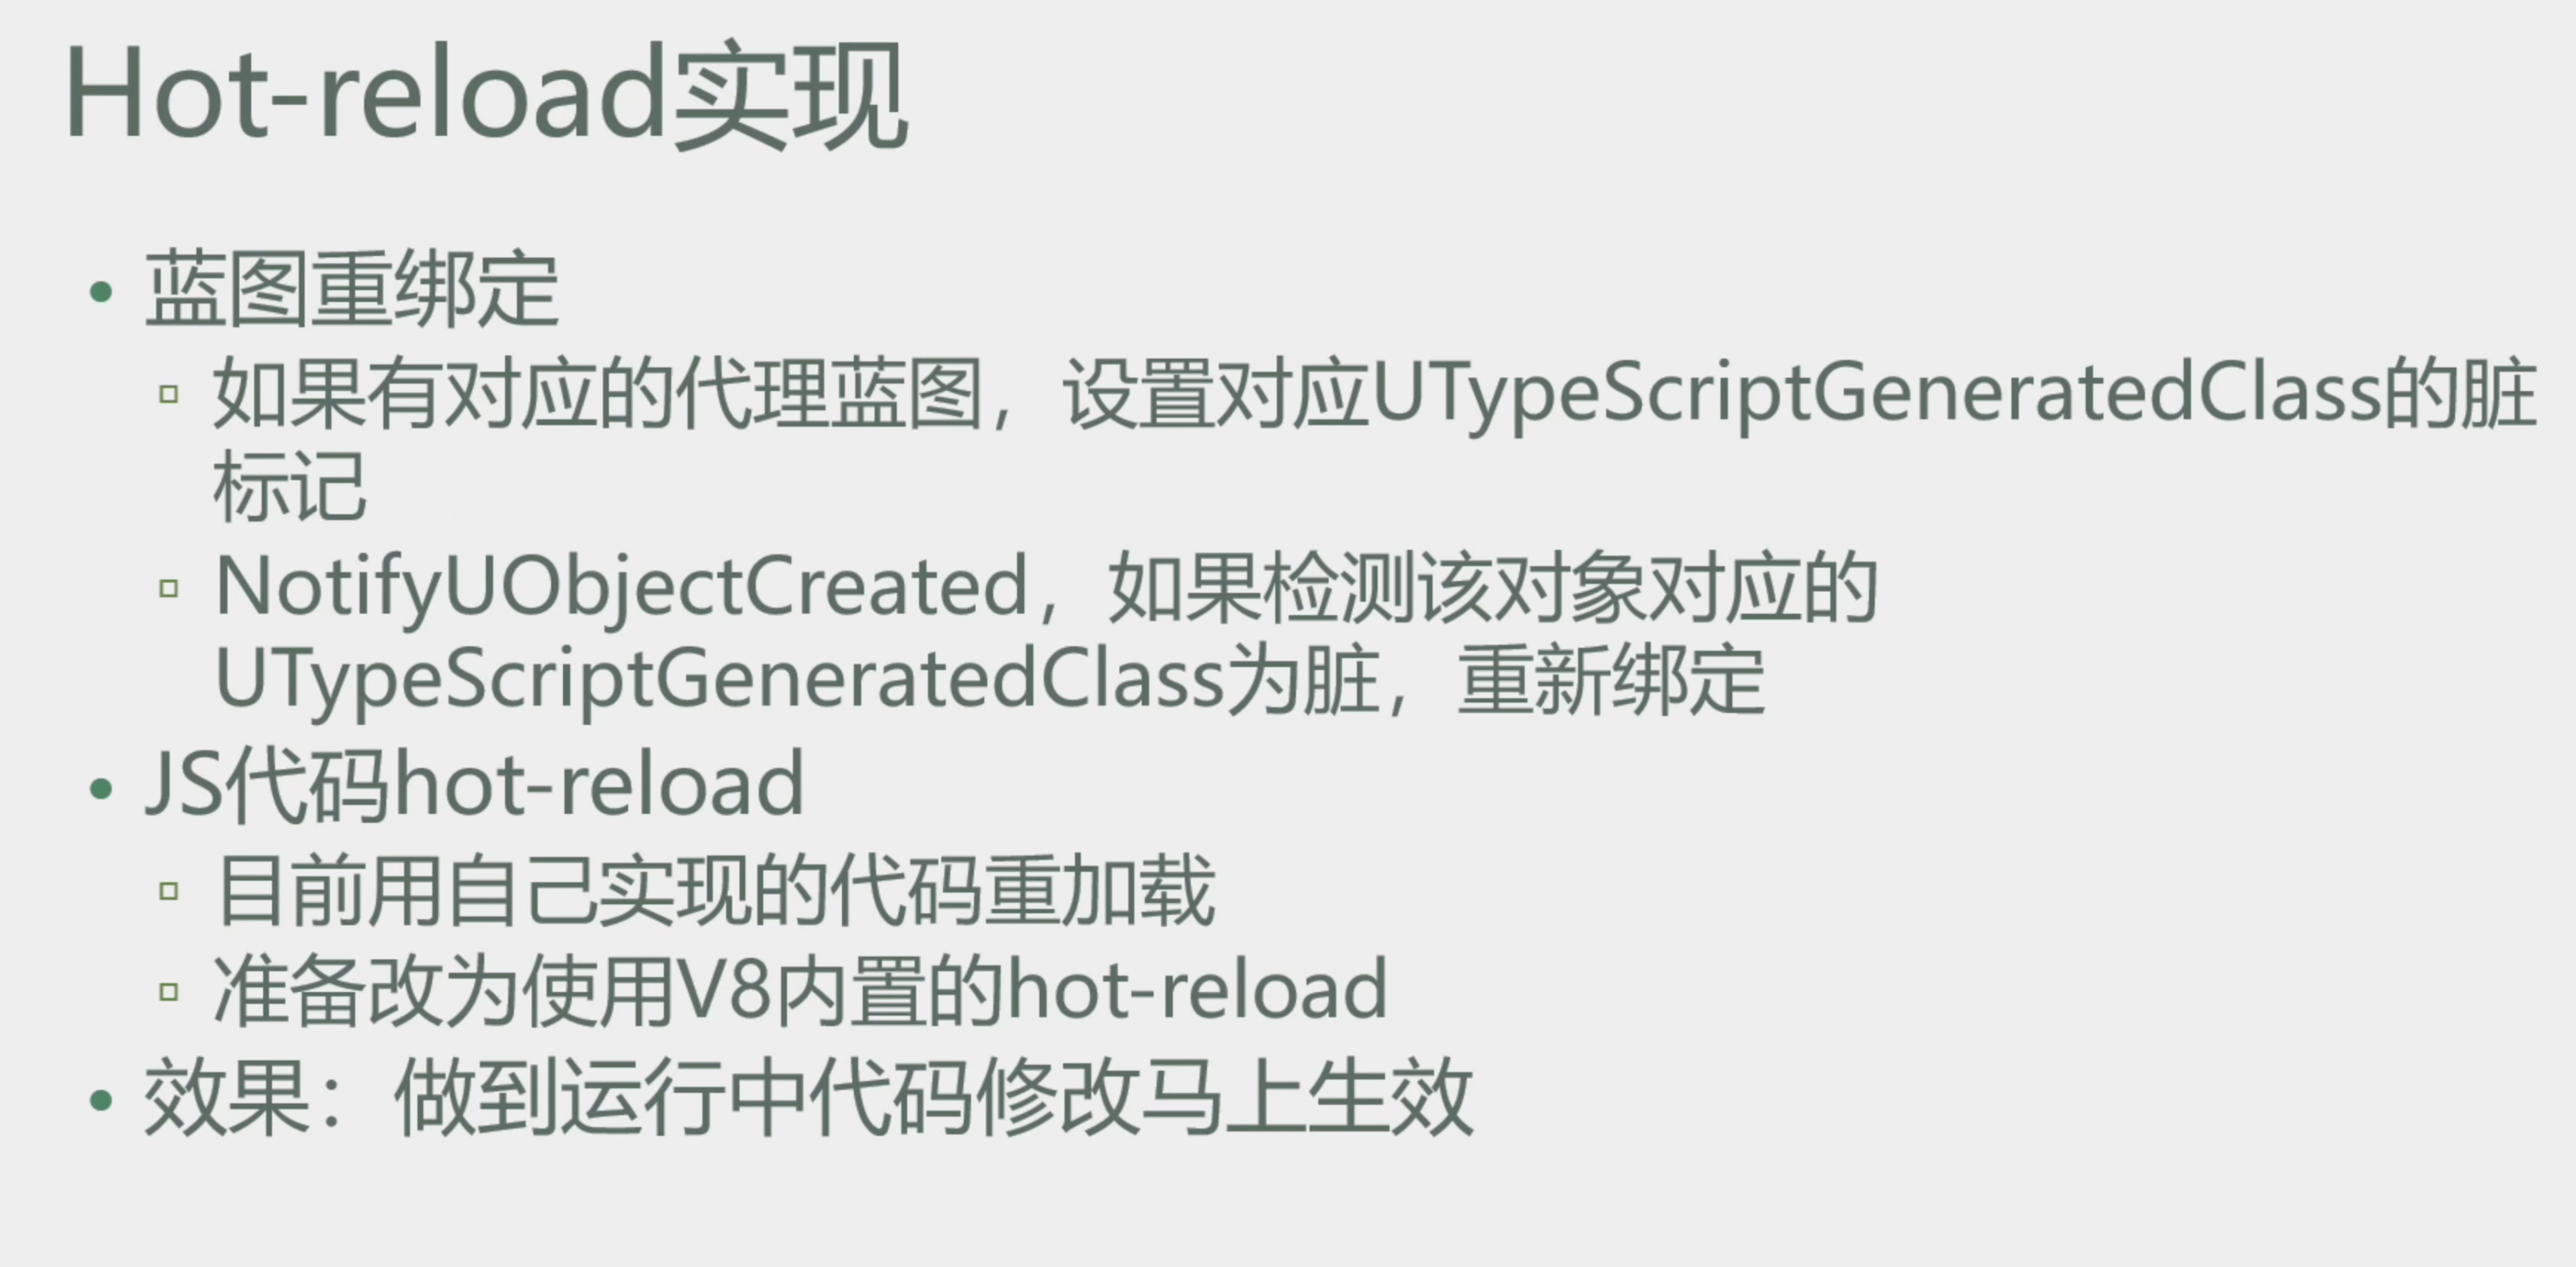 Hot-reload实现
蓝图重绑定
如果有对应的代理蓝图，设置对应UTypeScriptGeneratedClass的脏
标记
NotifyUObjectCreated，如果检测该对象对应的
UTypeScriptGeneratedClass为脏，重新绑定
JS代码hot-reload
目前用自己实现的代码重加载
准备改为使用V8内置的hot-reload
效果：做到运行中代码修改马上生效